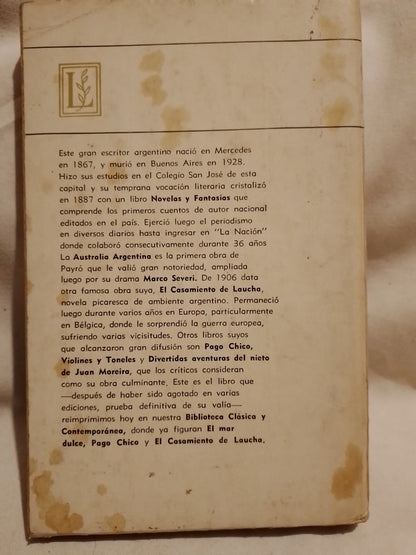 L
Este gran escritor argentino nació en Mercedes
en 1867, y murió en Buenos Aires en 1928.
Hizo sus estudios en el Colegio San José de esta
capital y su temprana vocación literaria cristalizó
en 1887 con un libro Novelas y Fantasías que
comprende los primeros cuentos de autor nacional
editados en el país. Ejerció luego el periodismo
en diversos diarios hasta ingresar en "La Nación"
donde colaboró consecutivamente durante 36 años
La Australia Argentina es la primera obra de
Payró que le valió gran notoriedad, ampliada
luego por su drama Marco Severi. De 1906 data
otra famosa obra suya, El Casamiento de Laucha,
novela picaresca de ambiente argentino. Permaneció
luego durante varios años en Europa, particularmente
en Bélgica, donde le sorprendió la guerra europea,
sufriendo varias vicisitudes. Otros libros suyos
que alcanzaron gran difusión son Pago Chico,
Violines y Toneles y Divertidas aventuras del nieto
de Juan Moreira, que los críticos consideran
como su obra culminante. Este es el libro que
—después de haber sido agotado en varias
ediciones, prueba definitiva de su valía—
reimprimimos hoy en nuestra Biblioteca Clásica y
Contemporánea, donde ya figuran El mar
dulce, Pago Chico y El Casamiento de Laucha.